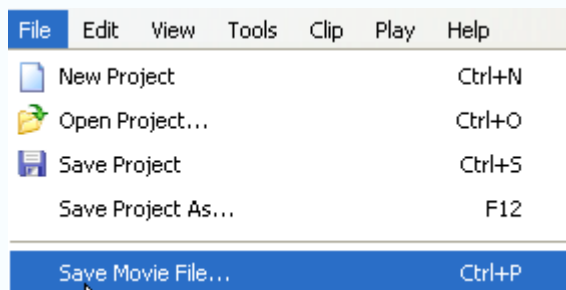 File Edit View Tools Clip Play Help
New Project Ctrl+N
Open Project... Ctrl+O
Save Project Ctrl+S
Save Project As... F12
Save Movie File... Ctrl+P